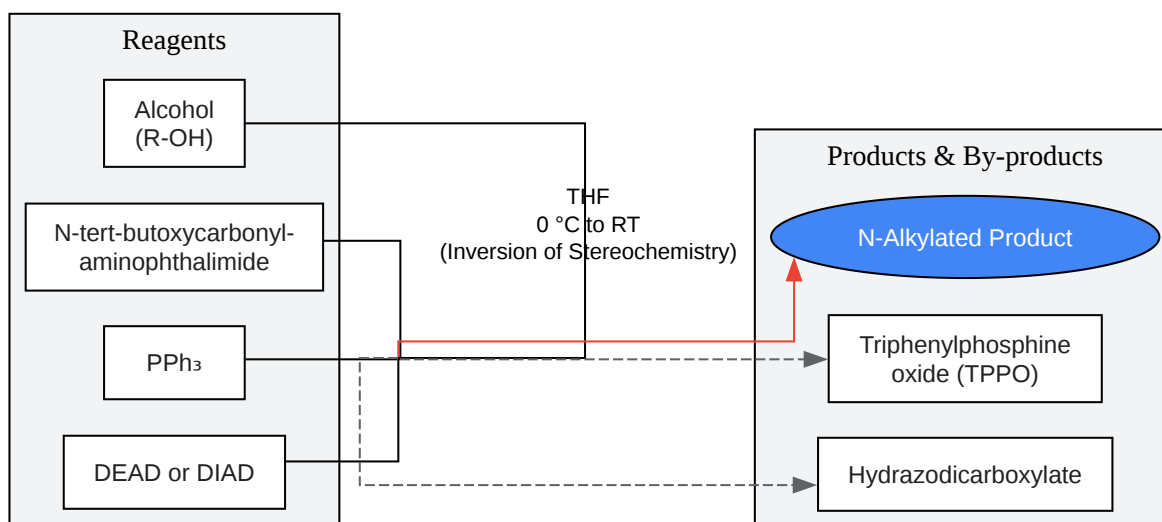 Reagents
Alcohol
(R-OH)
N-tert-butoxycarbonyl-
aminophthalimide
PPh₃
DEAD or DIAD
THF
0 °C to RT
(Inversion of Stereochemistry)
Products & By-products
N-Alkylated Product
Triphenylphosphine
oxide (TPPO)
Hydrazodicarboxylate